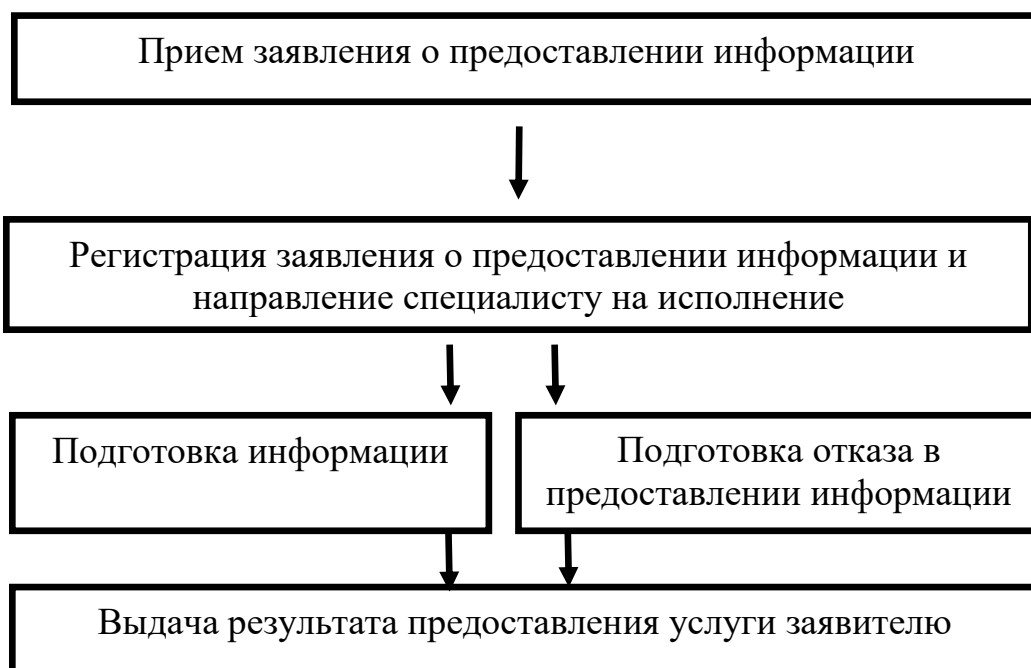 Прием заявления о предоставлении информации
Регистрация заявления о предоставлении информации и
направление специалисту на исполнение
Подготовка информации
Подготовка отказа в
предоставлении информации
Выдача результата предоставления услуги заявителю